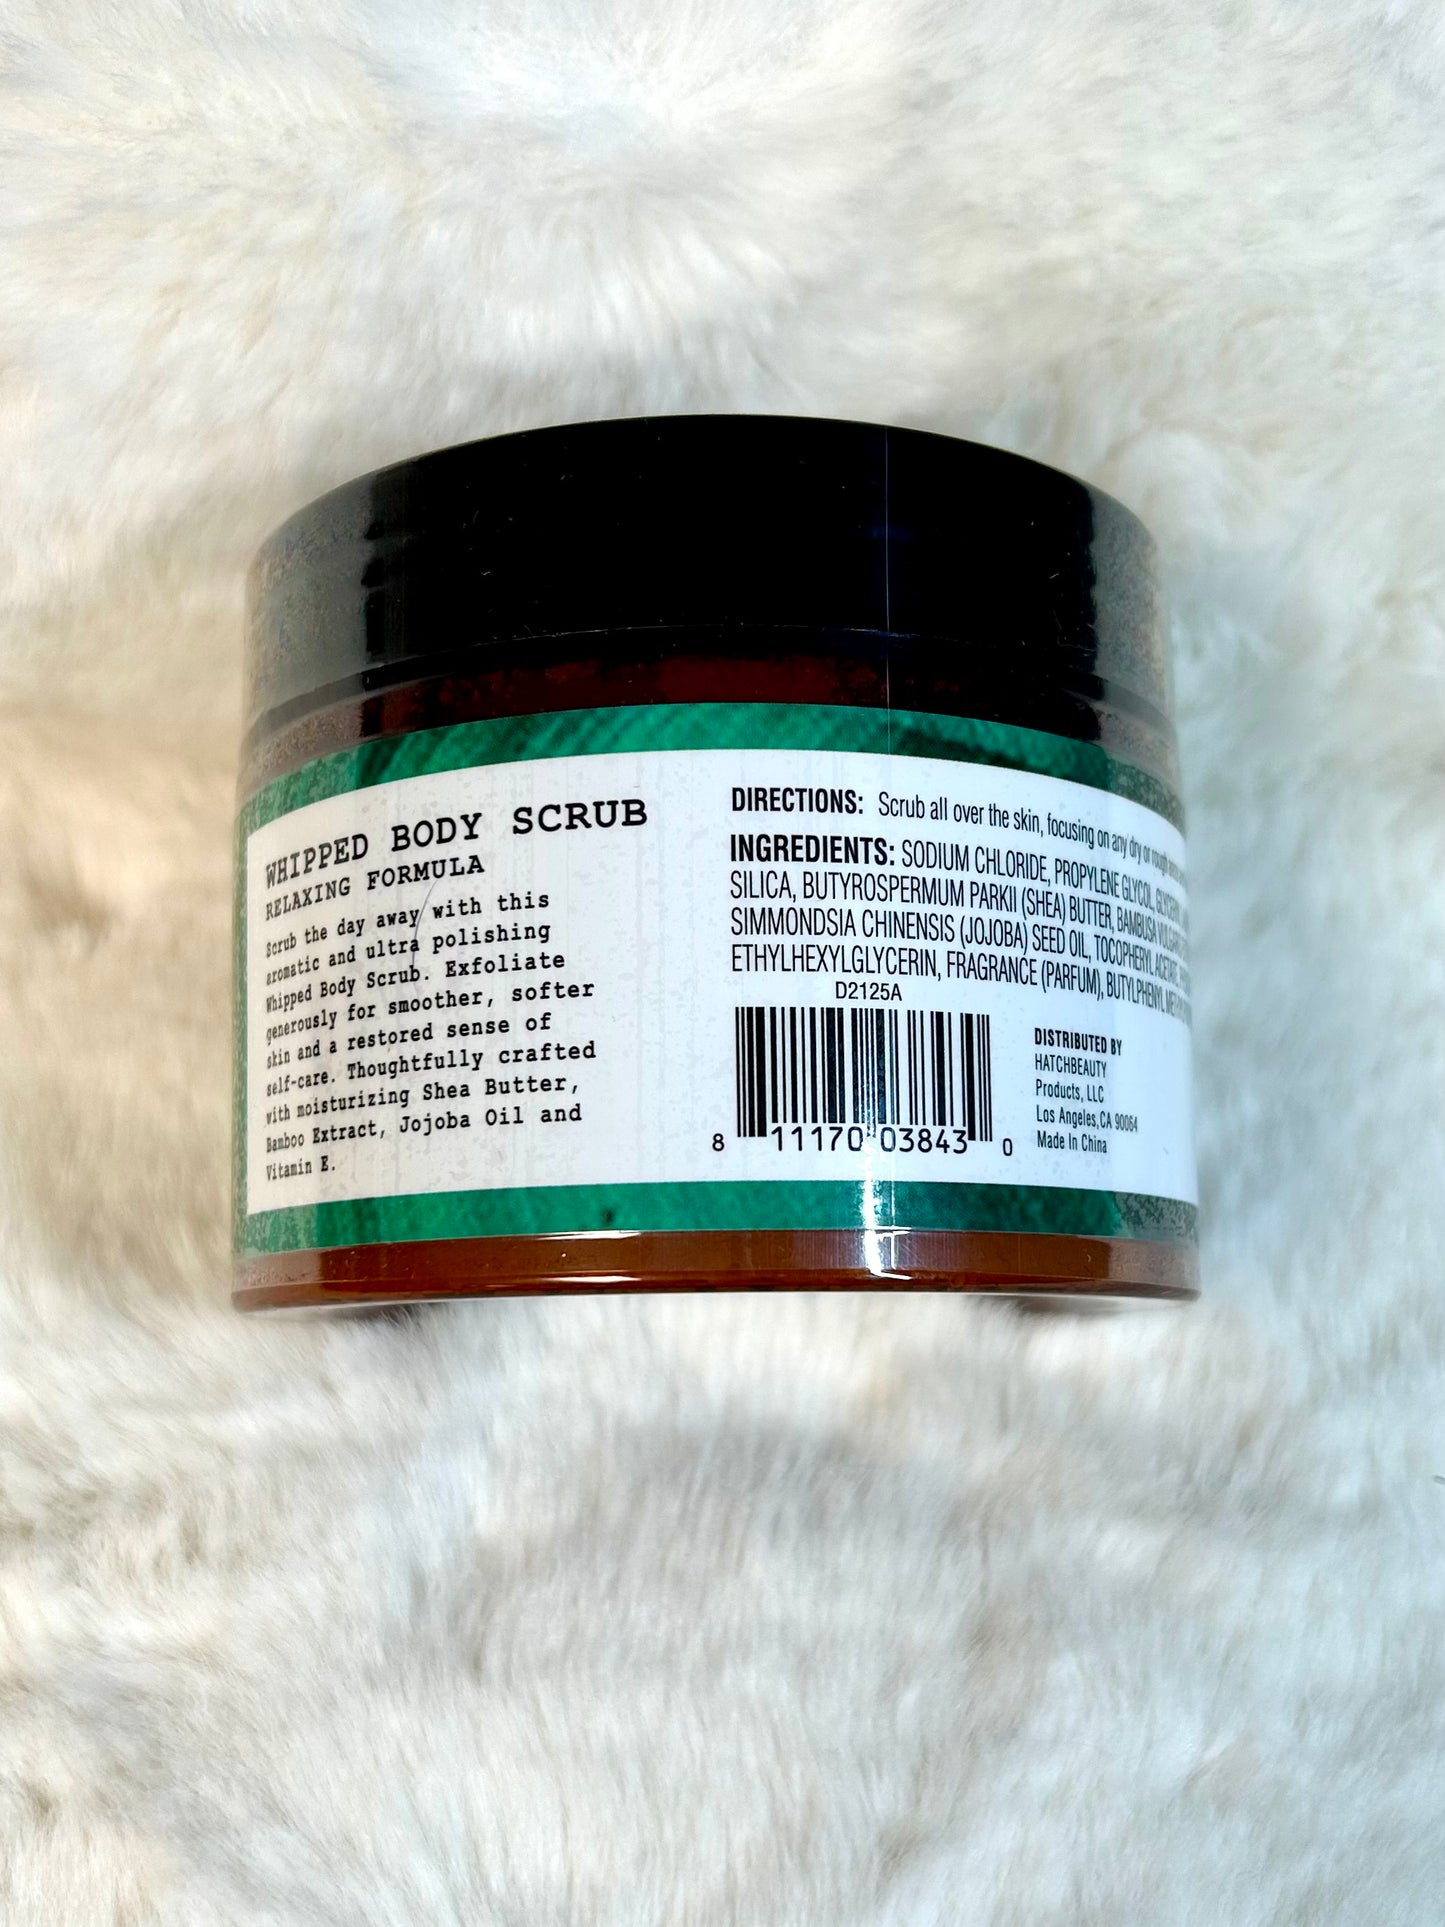 WHIPPED BODY SCRUB
RELAXING FORMULA
Scrub the day away with this
aromatic and ultra polishing
Whipped Body Scrub. Exfoliate
generously for smoother, softer
skin and a restored sense of
self-care. Thoughtfully crafted
with moisturizing Shea Butter,
Bamboo Extract, Jojoba Oil and
Vitamin E.
DIRECTIONS: Scrub all over the skin, focusing on any dry or rough
INGREDIENTS: SODIUM CHLORIDE, PROPYLENE GLYCOL,
SILICA, BUTYROSPERMUM PARKII (SHEA) BUTTER, BAMBUSA VULGARIS
SIMMONDSIA CHINENSIS (JOJOBA) SEED OIL, TOCOPHERYL ACETATE,
ETHYLHEXYLGLYCERIN, FRAGRANCE (PARFUM), BUTYLPHENYL
D2125A
8 11170 03843 0
DISTRIBUTED BY
HATCHBEAUTY
Products, LLC
Los Angeles, CA 90064
Made In China